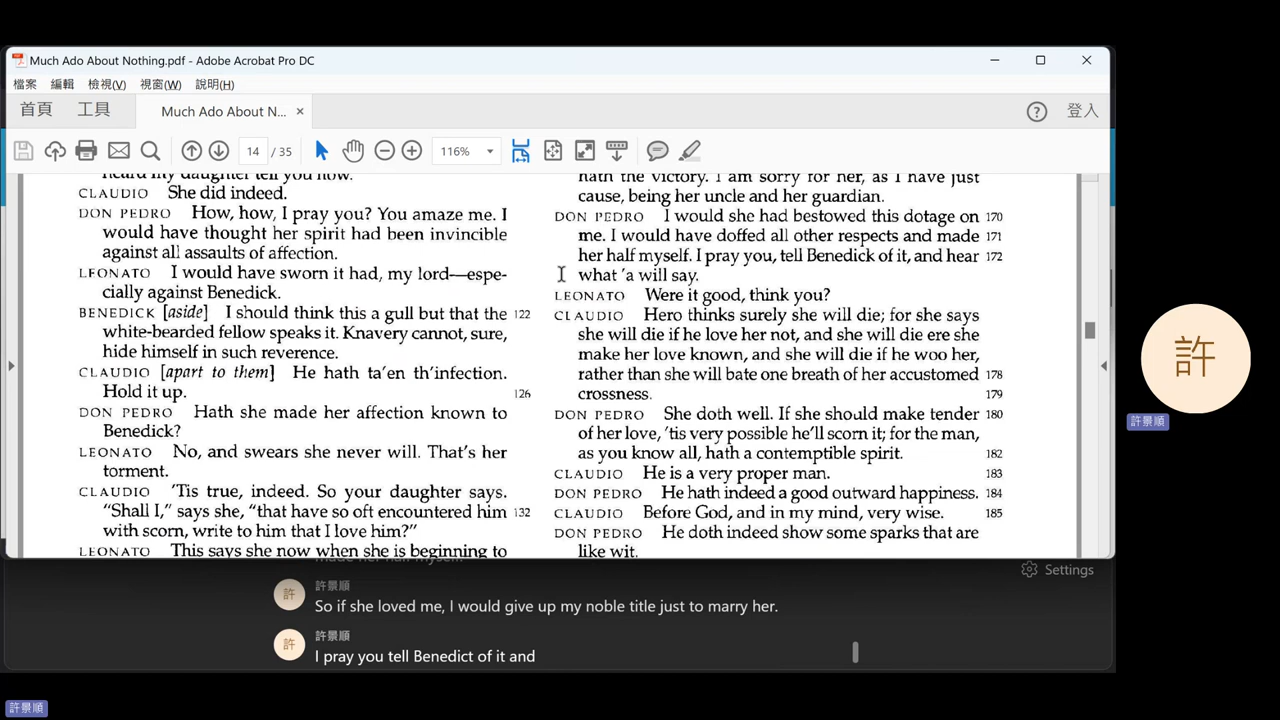 Much Ado About Nothing.pdf - Adobe Acrobat Pro DC
檔案 編輯 檢視(V) 視窗(W) 說明(H)
首頁 工具 Much Ado About N... × ? 登入
14 / 35 116%
heard my daughter tell you how.
CLAUDIO She did indeed.
DON PEDRO How, how, I pray you? You amaze me. I
would have thought her spirit had been invincible
against all assaults of affection.
LEONATO I would have sworn it had, my lord—espe-
cially against Benedick.
BENEDICK [aside] I should think this a gull but that the 122
white-bearded fellow speaks it. Knavery cannot, sure,
hide himself in such reverence.
CLAUDIO [apart to them] He hath ta'en th'infection.
Hold it up. 126
DON PEDRO Hath she made her affection known to
Benedick?
LEONATO No, and swears she never will. That's her
torment.
CLAUDIO 'Tis true, indeed. So your daughter says.
"Shall I," says she, "that have so oft encountered him 132
with scorn, write to him that I love him?"
LEONATO This says she now when she is beginning to
hath the victory. I am sorry for her, as I have just
cause, being her uncle and her guardian.
DON PEDRO I would she had bestowed this dotage on 170
me. I would have doffed all other respects and made 171
her half myself. I pray you, tell Benedick of it, and hear 172
what 'a will say.
LEONATO Were it good, think you?
CLAUDIO Hero thinks surely she will die; for she says
she will die if he love her not, and she will die ere she
make her love known, and she will die if he woo her,
rather than she will bate one breath of her accustomed 178
crossness. 179
DON PEDRO She doth well. If she should make tender 180
of her love, 'tis very possible he'll scorn it; for the man,
as you know all, hath a contemptible spirit. 182
CLAUDIO He is a very proper man. 183
DON PEDRO He hath indeed a good outward happiness. 184
CLAUDIO Before God, and in my mind, very wise. 185
DON PEDRO He doth indeed show some sparks that are
like wit.
Settings
許 許景順
So if she loved me, I would give up my noble title just to marry her.
許 許景順
I pray you tell Benedict of it and
許
許景順
許景順